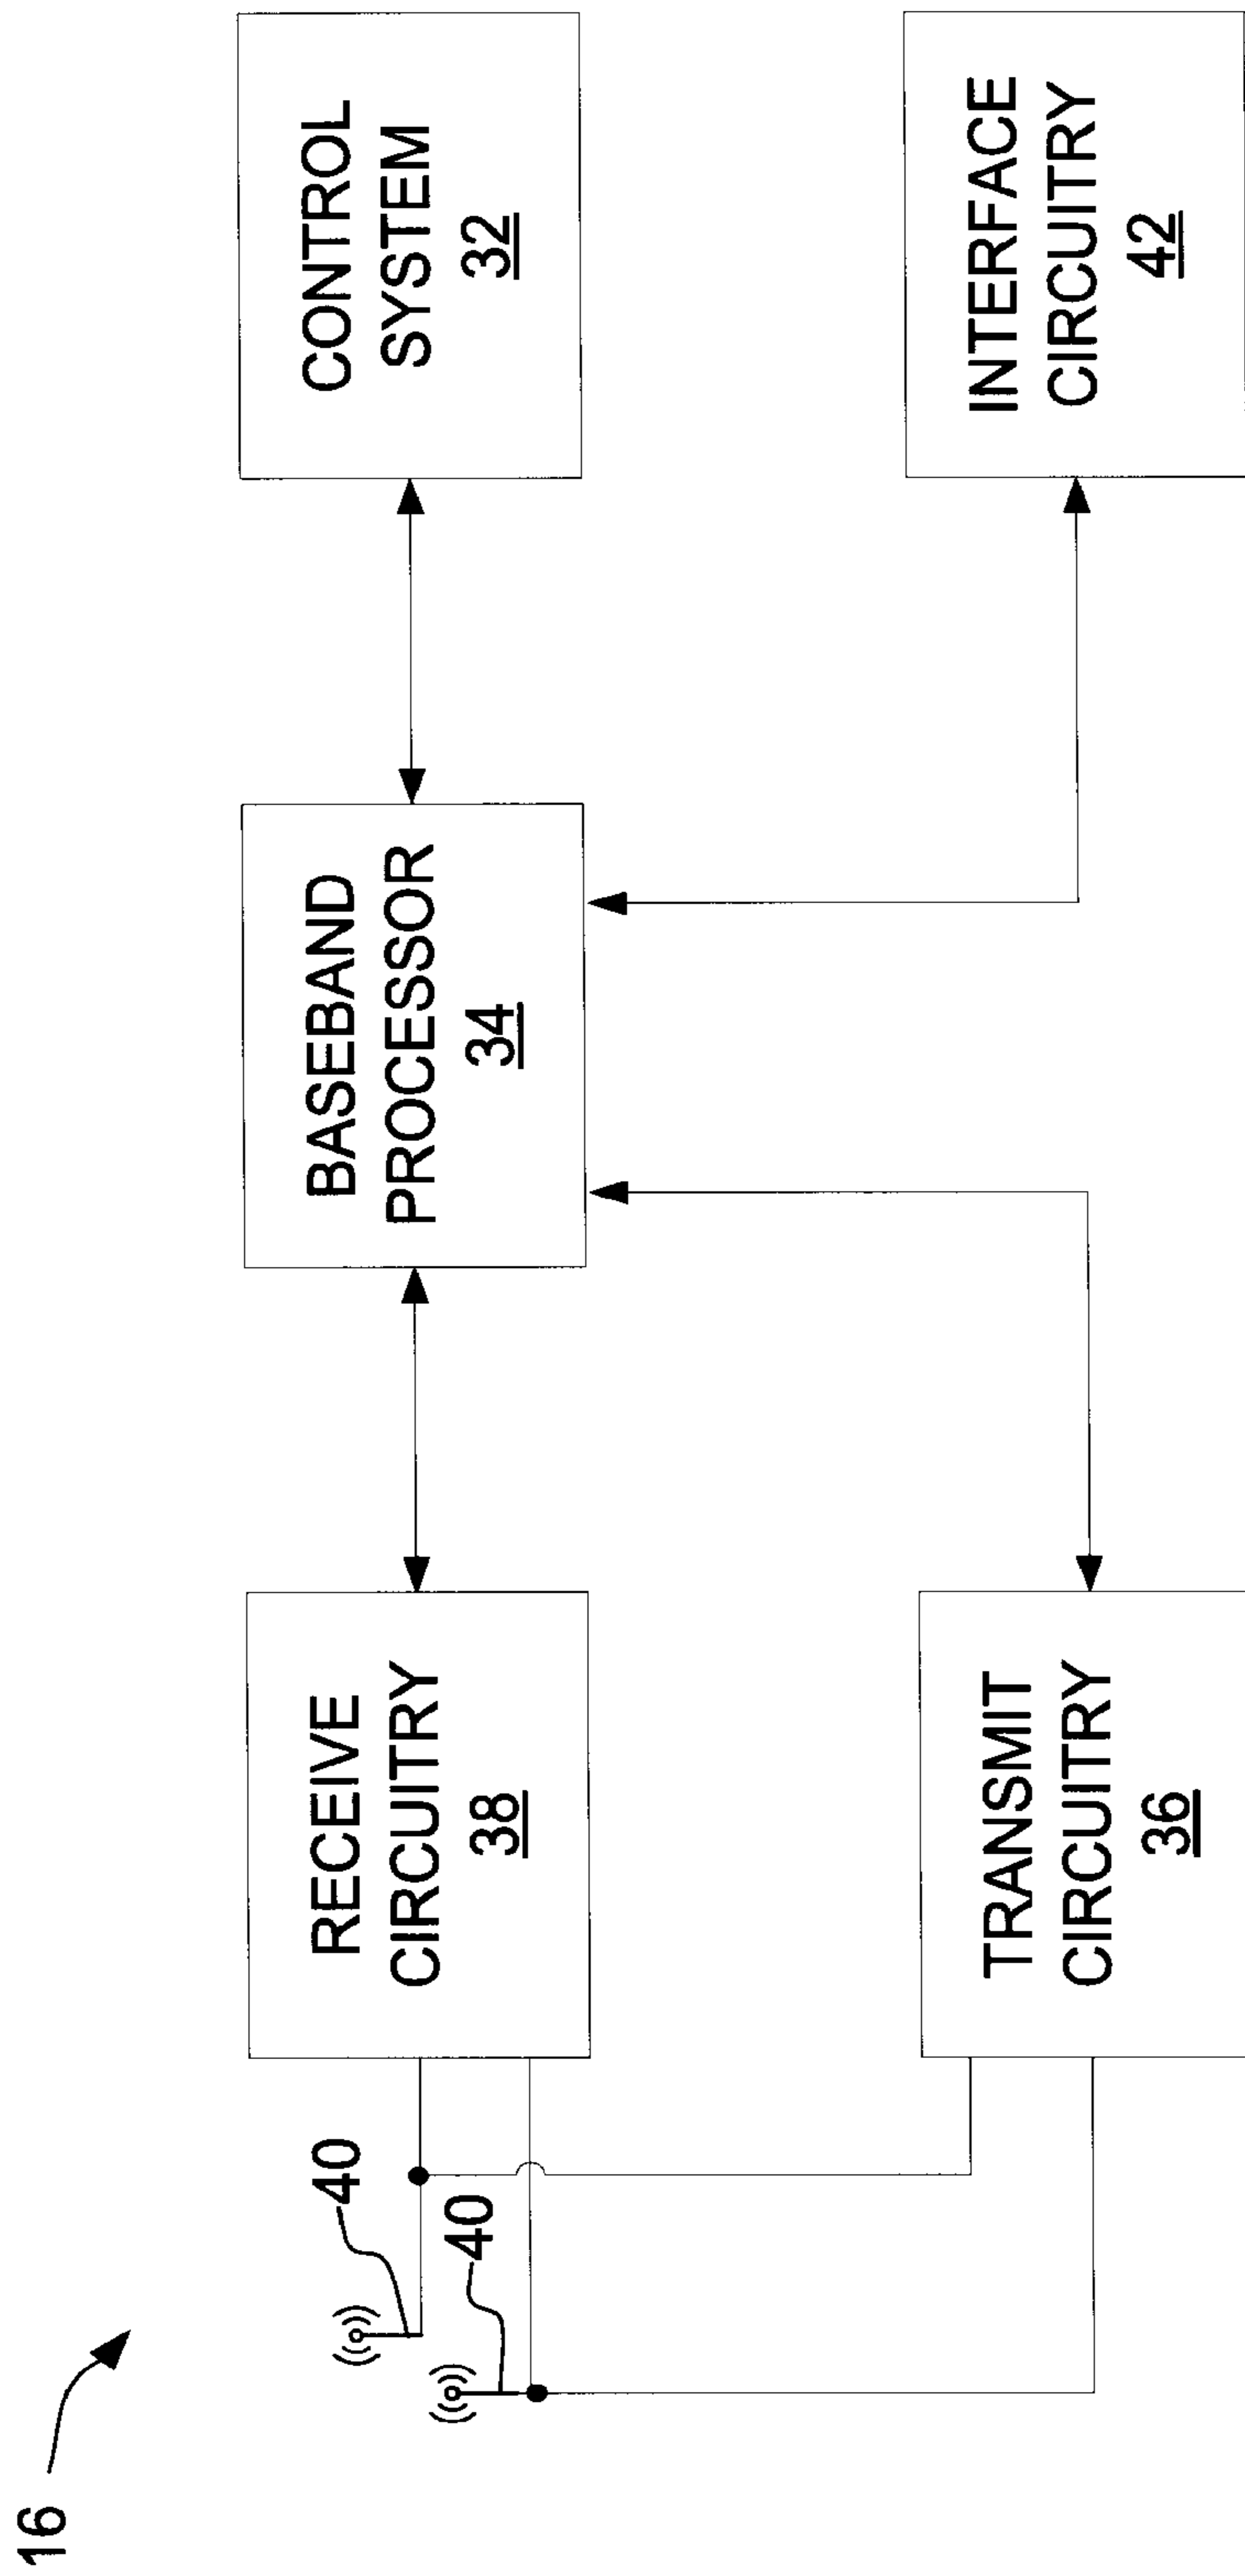 16
40
40
RECEIVE
CIRCUITRY
38
BASEBAND
PROCESSOR
34
CONTROL
SYSTEM
32
TRANSMIT
CIRCUITRY
36
INTERFACE
CIRCUITRY
42